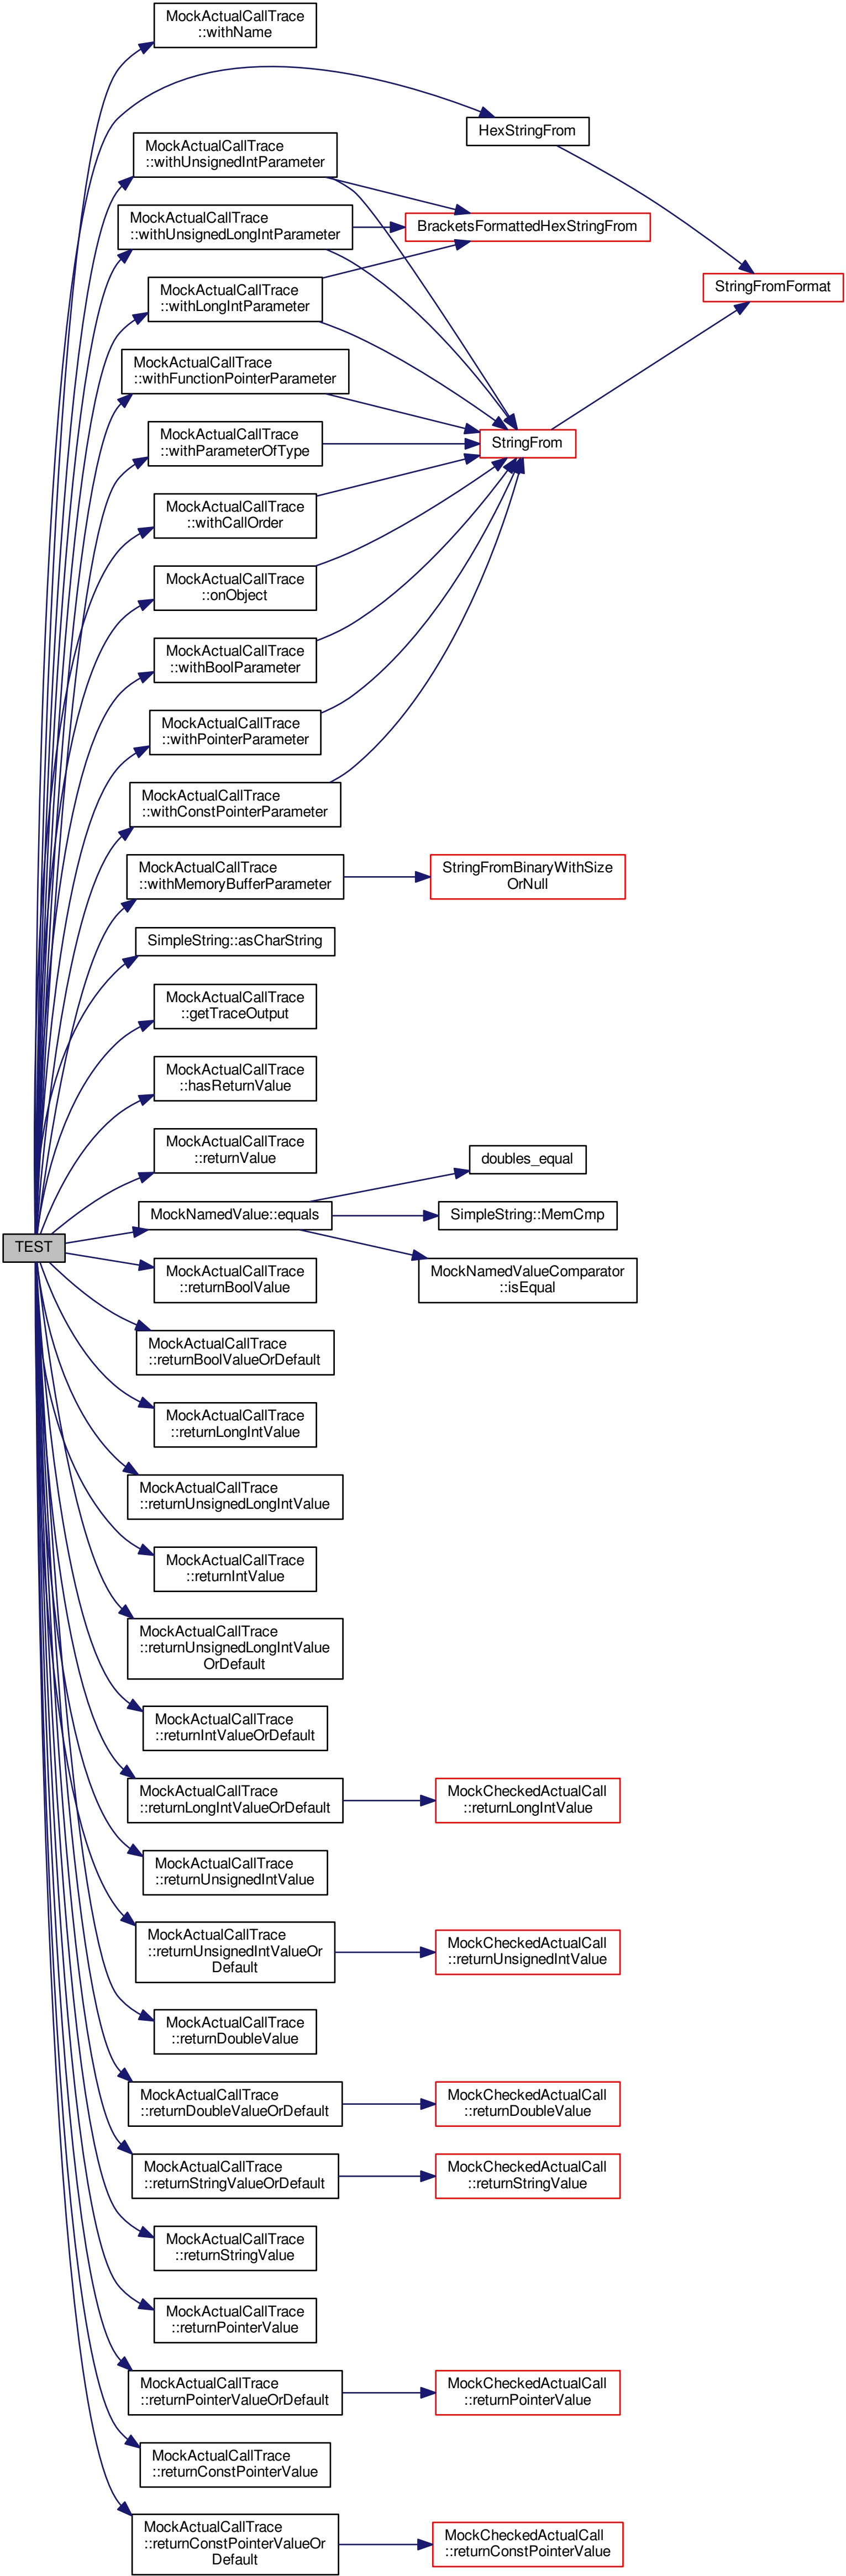 MockActualCallTrace
::withName
HexStringFrom
MockActualCallTrace
::withUnsignedIntParameter
MockActualCallTrace
::withUnsignedLongIntParameter
BracketsFormattedHexStringFrom
MockActualCallTrace
::withLongIntParameter
StringFromFormat
MockActualCallTrace
::withFunctionPointerParameter
MockActualCallTrace
::withParameterOfType
StringFrom
MockActualCallTrace
::withCallOrder
MockActualCallTrace
::onObject
MockActualCallTrace
::withBoolParameter
MockActualCallTrace
::withPointerParameter
MockActualCallTrace
::withConstPointerParameter
MockActualCallTrace
::withMemoryBufferParameter
StringFromBinaryWithSize
OrNull
SimpleString::asCharString
MockActualCallTrace
::getTraceOutput
MockActualCallTrace
::hasReturnValue
MockActualCallTrace
::returnValue
doubles_equal
MockNamedValue::equals
SimpleString::MemCmp
TEST
MockActualCallTrace
::returnBoolValue
MockNamedValueComparator
::isEqual
MockActualCallTrace
::returnBoolValueOrDefault
MockActualCallTrace
::returnLongIntValue
MockActualCallTrace
::returnUnsignedLongIntValue
MockActualCallTrace
::returnIntValue
MockActualCallTrace
::returnUnsignedLongIntValue
OrDefault
MockActualCallTrace
::returnIntValueOrDefault
MockActualCallTrace
::returnLongIntValueOrDefault
MockCheckedActualCall
::returnLongIntValue
MockActualCallTrace
::returnUnsignedIntValue
MockActualCallTrace
::returnUnsignedIntValueOr
Default
MockCheckedActualCall
::returnUnsignedIntValue
MockActualCallTrace
::returnDoubleValue
MockActualCallTrace
::returnDoubleValueOrDefault
MockCheckedActualCall
::returnDoubleValue
MockActualCallTrace
::returnStringValueOrDefault
MockCheckedActualCall
::returnStringValue
MockActualCallTrace
::returnStringValue
MockActualCallTrace
::returnPointerValue
MockActualCallTrace
::returnPointerValueOrDefault
MockCheckedActualCall
::returnPointerValue
MockActualCallTrace
::returnConstPointerValue
MockActualCallTrace
::returnConstPointerValueOr
Default
MockCheckedActualCall
::returnConstPointerValue